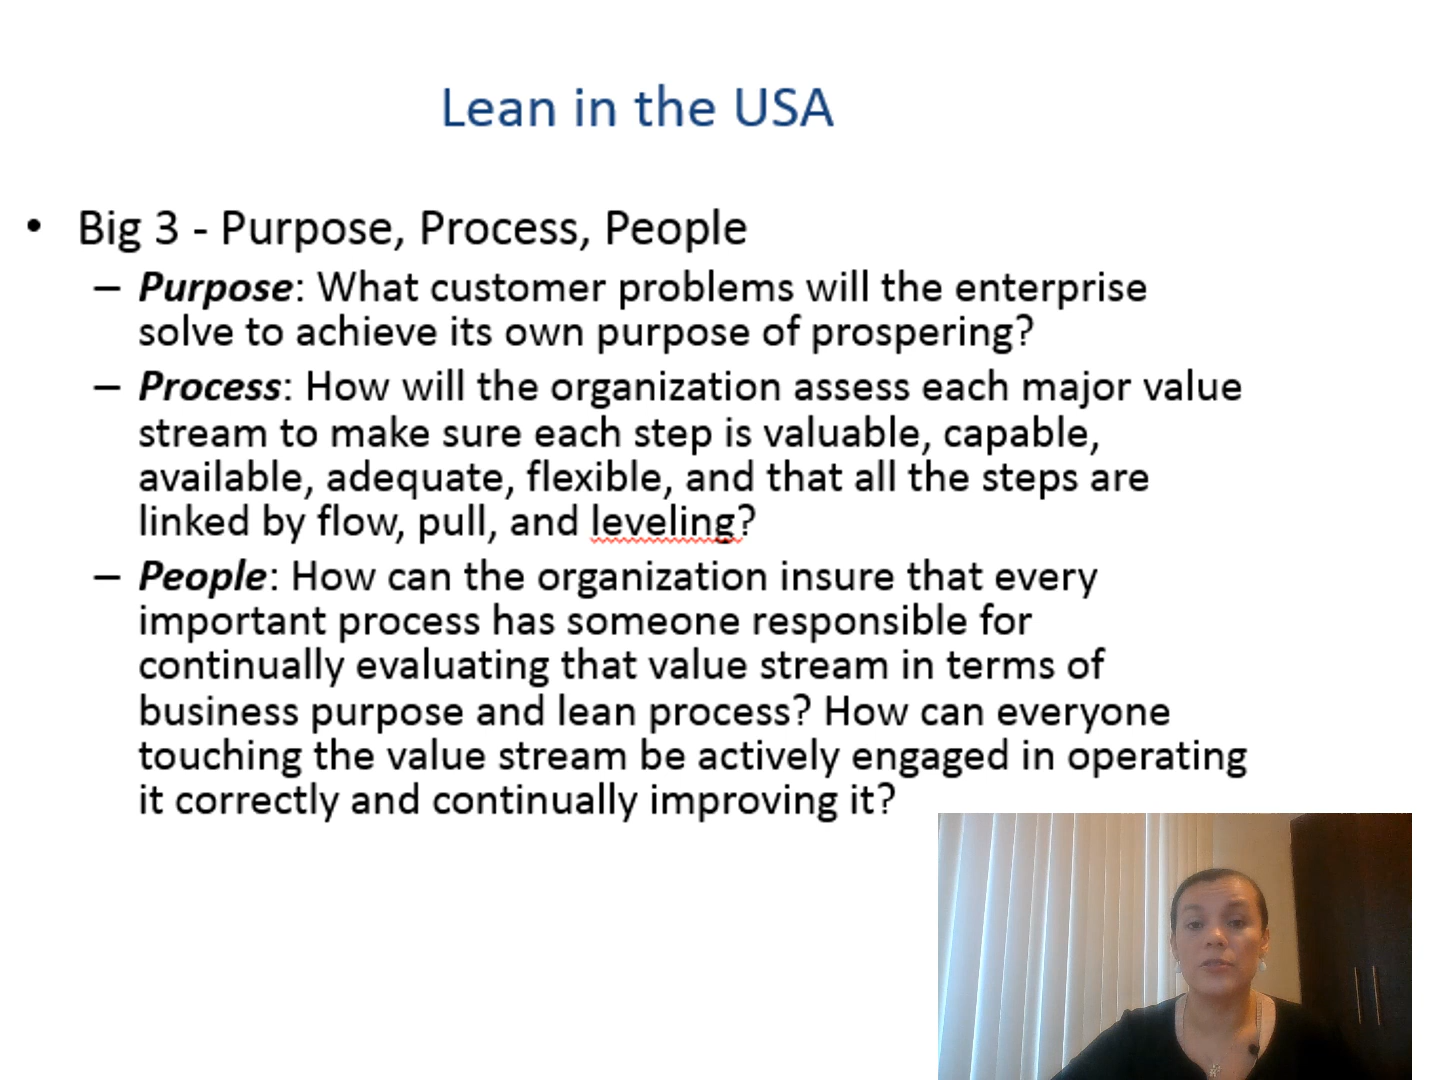 Lean in the USA
• Big 3 - Purpose, Process, People
– Purpose: What customer problems will the enterprise
solve to achieve its own purpose of prospering?
– Process: How will the organization assess each major value
stream to make sure each step is valuable, capable,
available, adequate, flexible, and that all the steps are
linked by flow, pull, and leveling?
– People: How can the organization insure that every
important process has someone responsible for
continually evaluating that value stream in terms of
business purpose and lean process? How can everyone
touching the value stream be actively engaged in operating
it correctly and continually improving it?